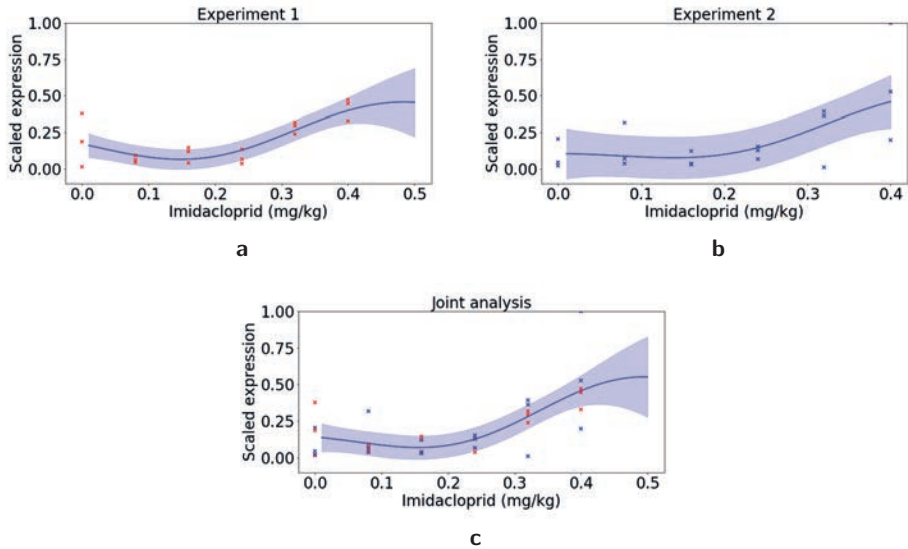 Experiment 1
Scaled expression
1.00
0.75
0.50
0.25
0.00
0.0 0.1 0.2 0.3 0.4 0.5
Imidacloprid (mg/kg)
a
Experiment 2
Scaled expression
1.00
0.75
0.50
0.25
0.00
0.0 0.1 0.2 0.3 0.4
Imidacloprid (mg/kg)
b
Joint analysis
Scaled expression
1.00
0.75
0.50
0.25
0.00
0.0 0.1 0.2 0.3 0.4 0.5
Imidacloprid (mg/kg)
c